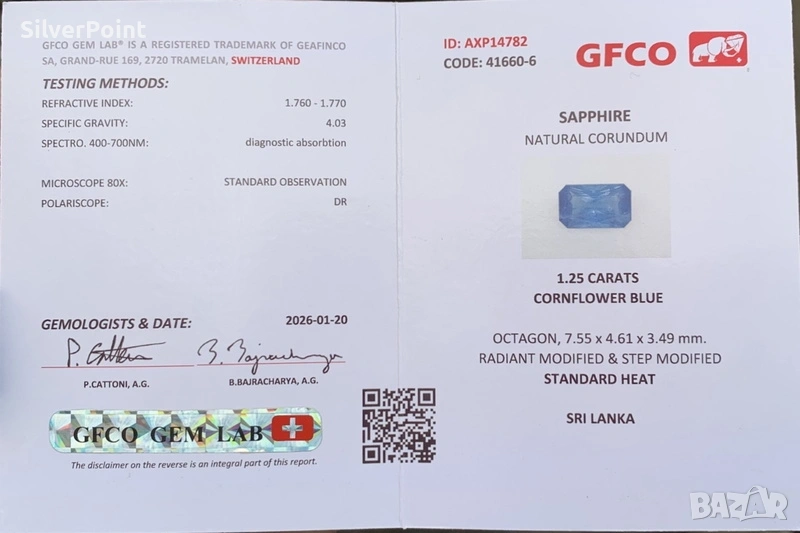 SilverPoint
GFCO GEM LAB® IS A REGISTERED TRADEMARK OF GEAFINCO
SA, GRAND-RUE 169, 2720 TRAMELAN, SWITZERLAND
TESTING METHODS:
REFRACTIVE INDEX: 1.760 - 1.770
SPECIFIC GRAVITY: 4.03
SPECTRO. 400-700NM: diagnostic absorbtion
MICROSCOPE 80X: STANDARD OBSERVATION
POLARISCOPE: DR
GEMOLOGISTS & DATE: 2026-01-20
P. Cattoni B. Bajracharya
P.CATTONI, A.G. B.BAJRACHARYA, A.G.
GFCO GEM LAB
The disclaimer on the reverse is an integral part of this report.
ID: AXP14782
CODE: 41660-6
GFCO
SAPPHIRE
NATURAL CORUNDUM
1.25 CARATS
CORNFLOWER BLUE
OCTAGON, 7.55 x 4.61 x 3.49 mm.
RADIANT MODIFIED & STEP MODIFIED
STANDARD HEAT
SRI LANKA
BAZAR